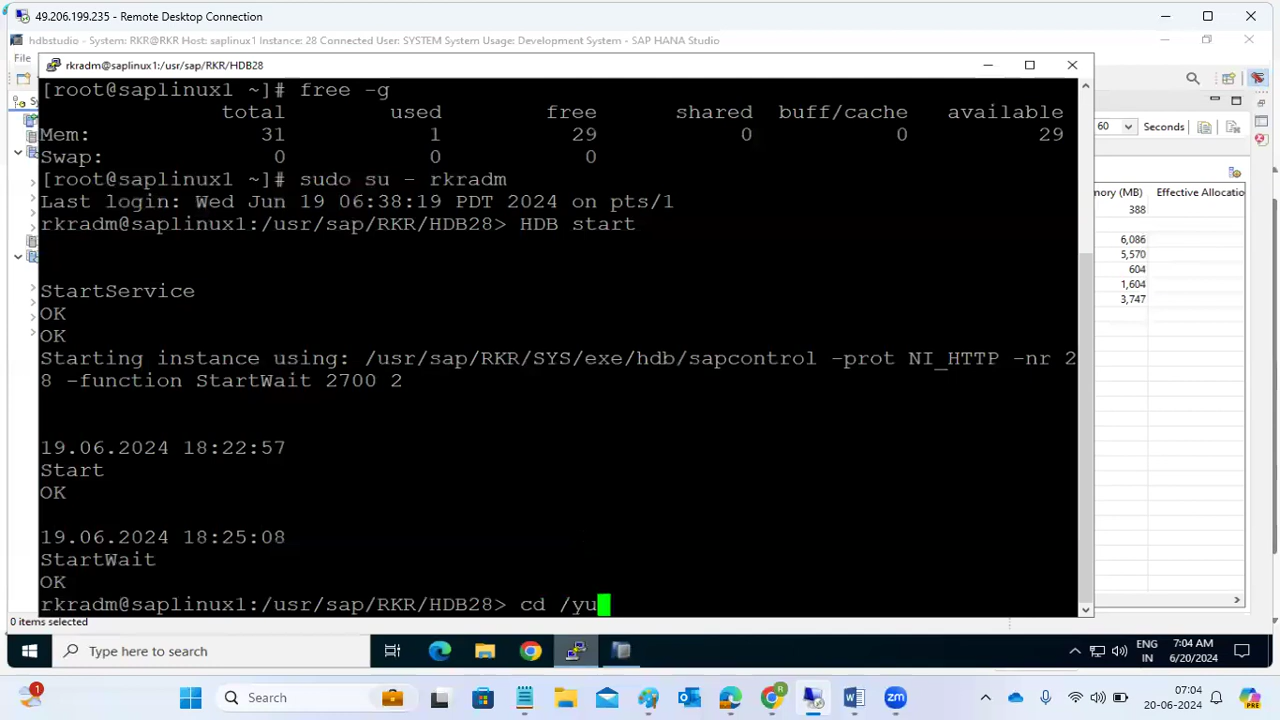 49.206.199.235 - Remote Desktop Connection
hdbstudio - System: RKR@RKR Host: saplinux1 Instance: 28 Connected User: SYSTEM System Usage: Development System - SAP HANA Studio
File
rkradm@saplinux1:/usr/sap/RKR/HDB28
[root@saplinux1 ~]# free -g
total used free shared buff/cache available
Mem: 31 1 29 0 0 29
Swap: 0 0 0
[root@saplinux1 ~]# sudo su - rkradm
Last login: Wed Jun 19 06:38:19 PDT 2024 on pts/1
rkradm@saplinux1:/usr/sap/RKR/HDB28> HDB start
StartService
OK
OK
Starting instance using: /usr/sap/RKR/SYS/exe/hdb/sapcontrol -prot NI_HTTP -nr 2
8 -function StartWait 2700 2
19.06.2024 18:22:57
Start
OK
19.06.2024 18:25:08
StartWait
OK
rkradm@saplinux1:/usr/sap/RKR/HDB28> cd /yu
60 Seconds
mory (MB) Effective Allocatio
388
6,086
5,570
604
1,604
3,747
0 items selected
Type here to search
ENG
IN
7:04 AM
6/20/2024
1
Search
07:04
20-06-2024
PRE
zm